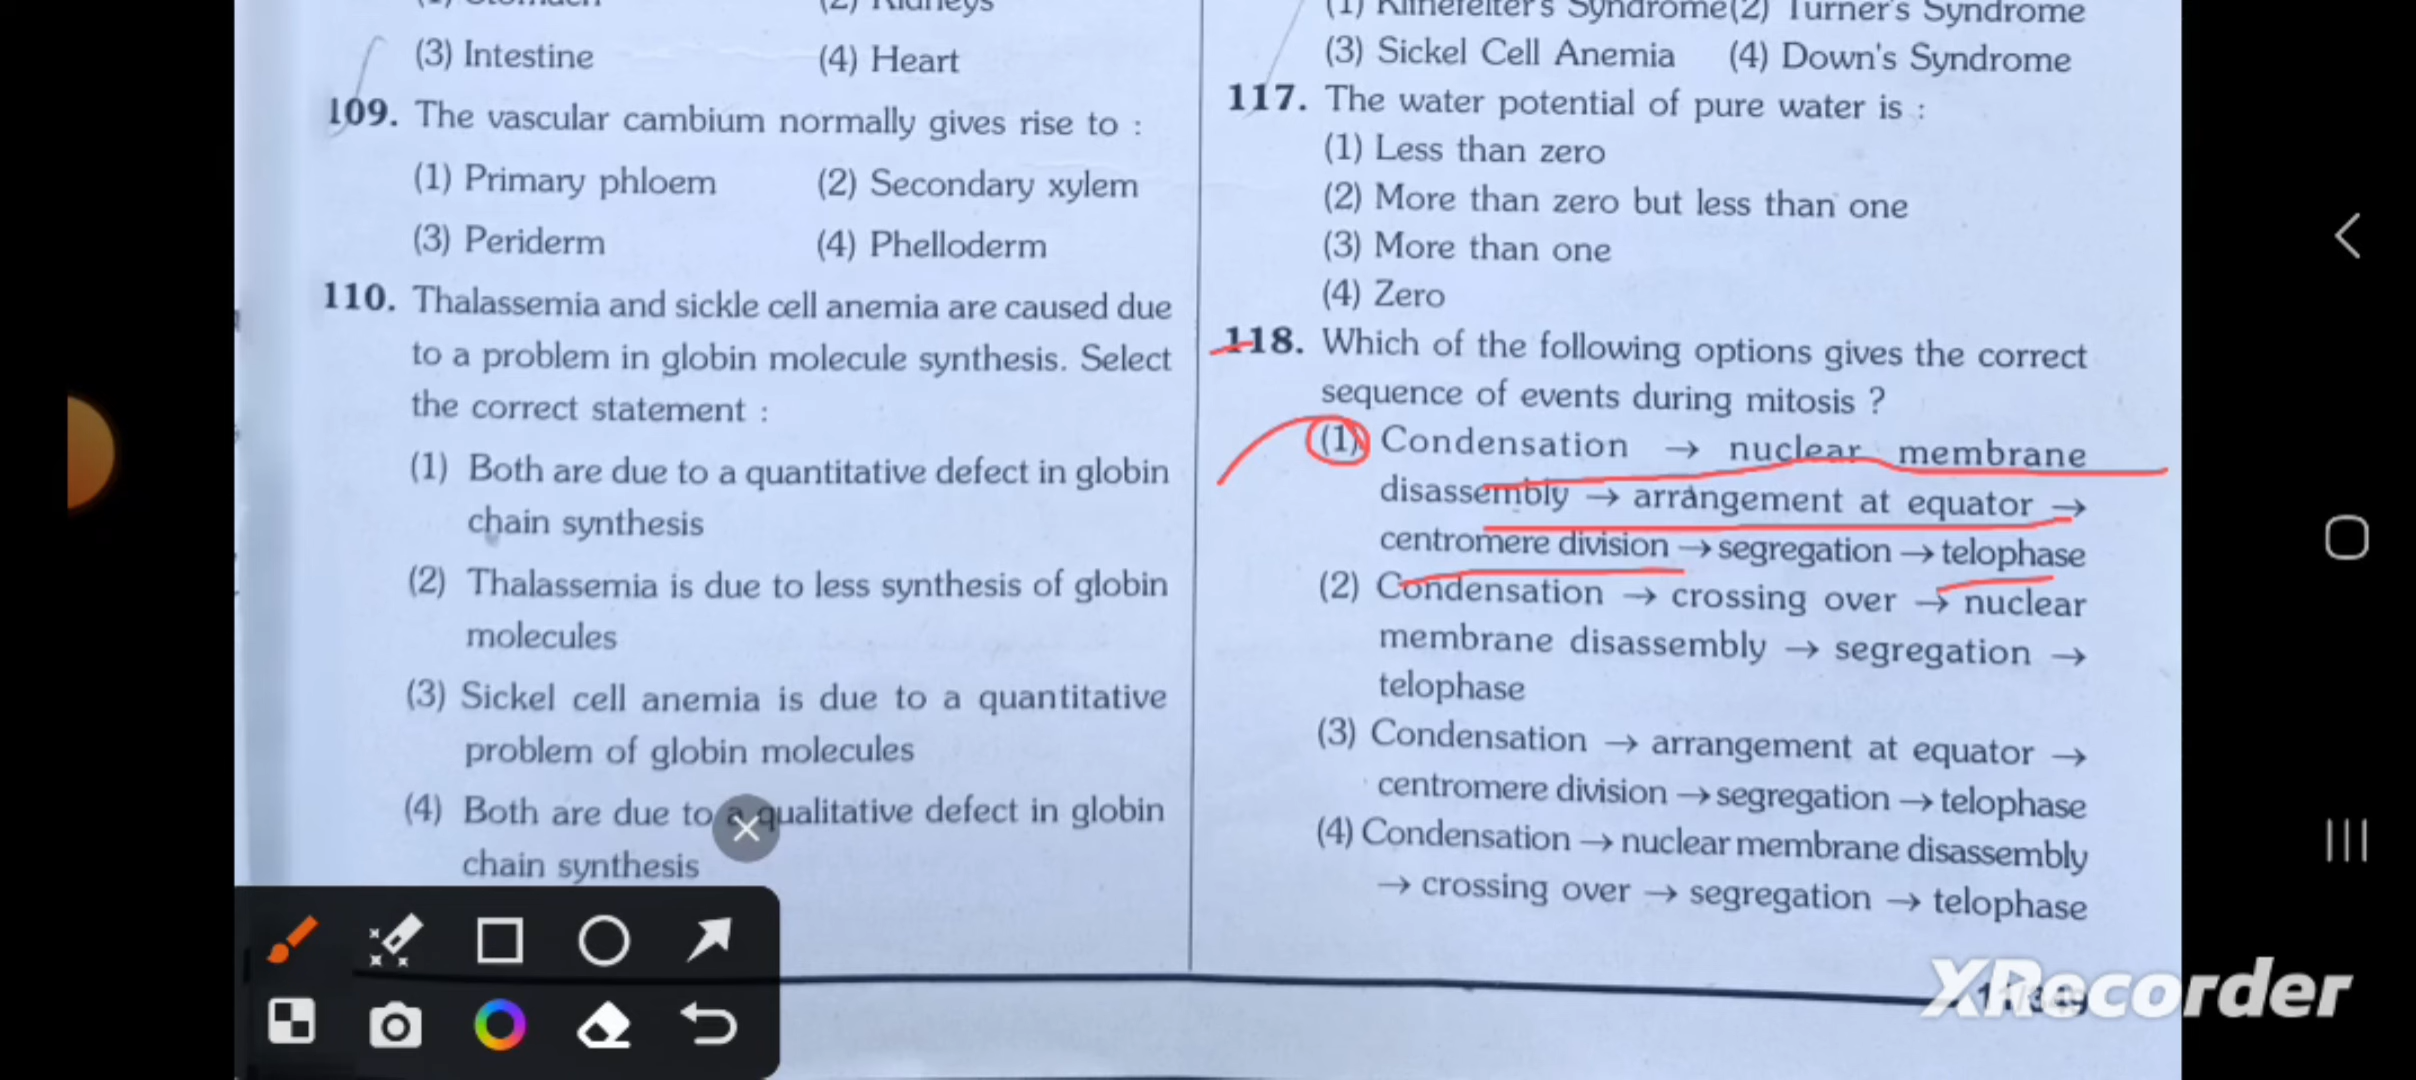 (3) Intestine (4) Heart
109. The vascular cambium normally gives rise to :
(1) Primary phloem (2) Secondary xylem
(3) Periderm (4) Phelloderm
110. Thalassemia and sickle cell anemia are caused due
to a problem in globin molecule synthesis. Select
the correct statement :
(1) Both are due to a quantitative defect in globin
chain synthesis
(2) Thalassemia is due to less synthesis of globin
molecules
(3) Sickel cell anemia is due to a quantitative
problem of globin molecules
(4) Both are due to a qualitative defect in globin
chain synthesis
(1) Klinefelter's Syndrome (2) Turner's Syndrome
(3) Sickel Cell Anemia (4) Down's Syndrome
117. The water potential of pure water is :
(1) Less than zero
(2) More than zero but less than one
(3) More than one
(4) Zero
118. Which of the following options gives the correct
sequence of events during mitosis ?
(1) Condensation → nuclear membrane
disassembly → arrangement at equator →
centromere division → segregation → telophase
(2) Condensation → crossing over → nuclear
membrane disassembly → segregation →
telophase
(3) Condensation → arrangement at equator →
centromere division → segregation → telophase
(4) Condensation → nuclear membrane disassembly
→ crossing over → segregation → telophase
XRecorder